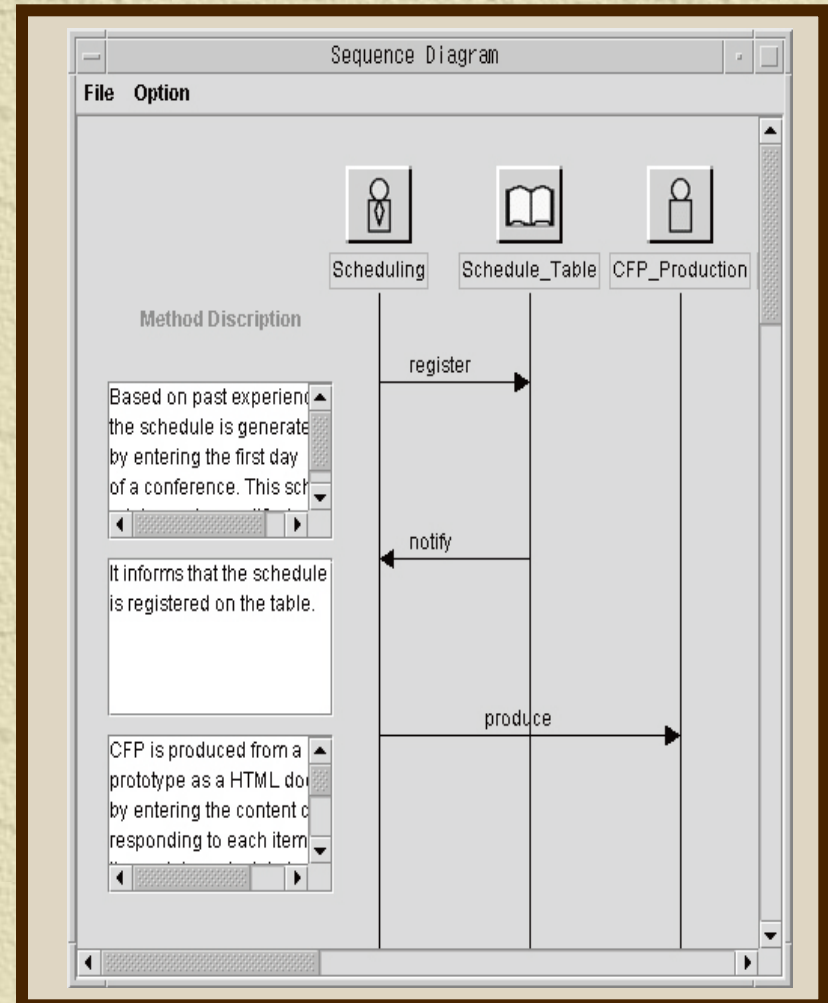 Sequence Diagram
File Option
Scheduling Schedule_Table CFP_Production
Method Discription
register
Based on past experienc
the schedule is generate
by entering the first day
of a conference. This sch
notify
It informs that the schedule
is registered on the table.
produce
CFP is produced from a
prototype as a HTML do
by entering the content c
responding to each item